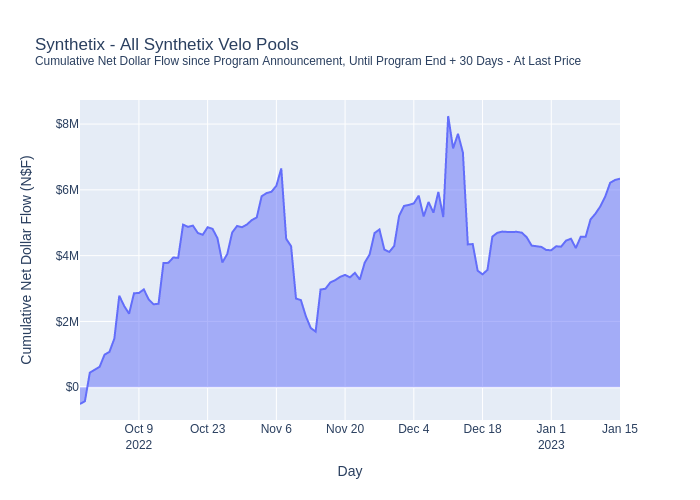 Synthetix - All Synthetix Velo Pools
Cumulative Net Dollar Flow since Program Announcement, Until Program End + 30 Days - At Last Price
Cumulative Net Dollar Flow (N$F)
$8M
$6M
$4M
$2M
$0
Oct 9
2022
Oct 23
Nov 6
Nov 20
Dec 4
Dec 18
Jan 1
2023
Jan 15
Day